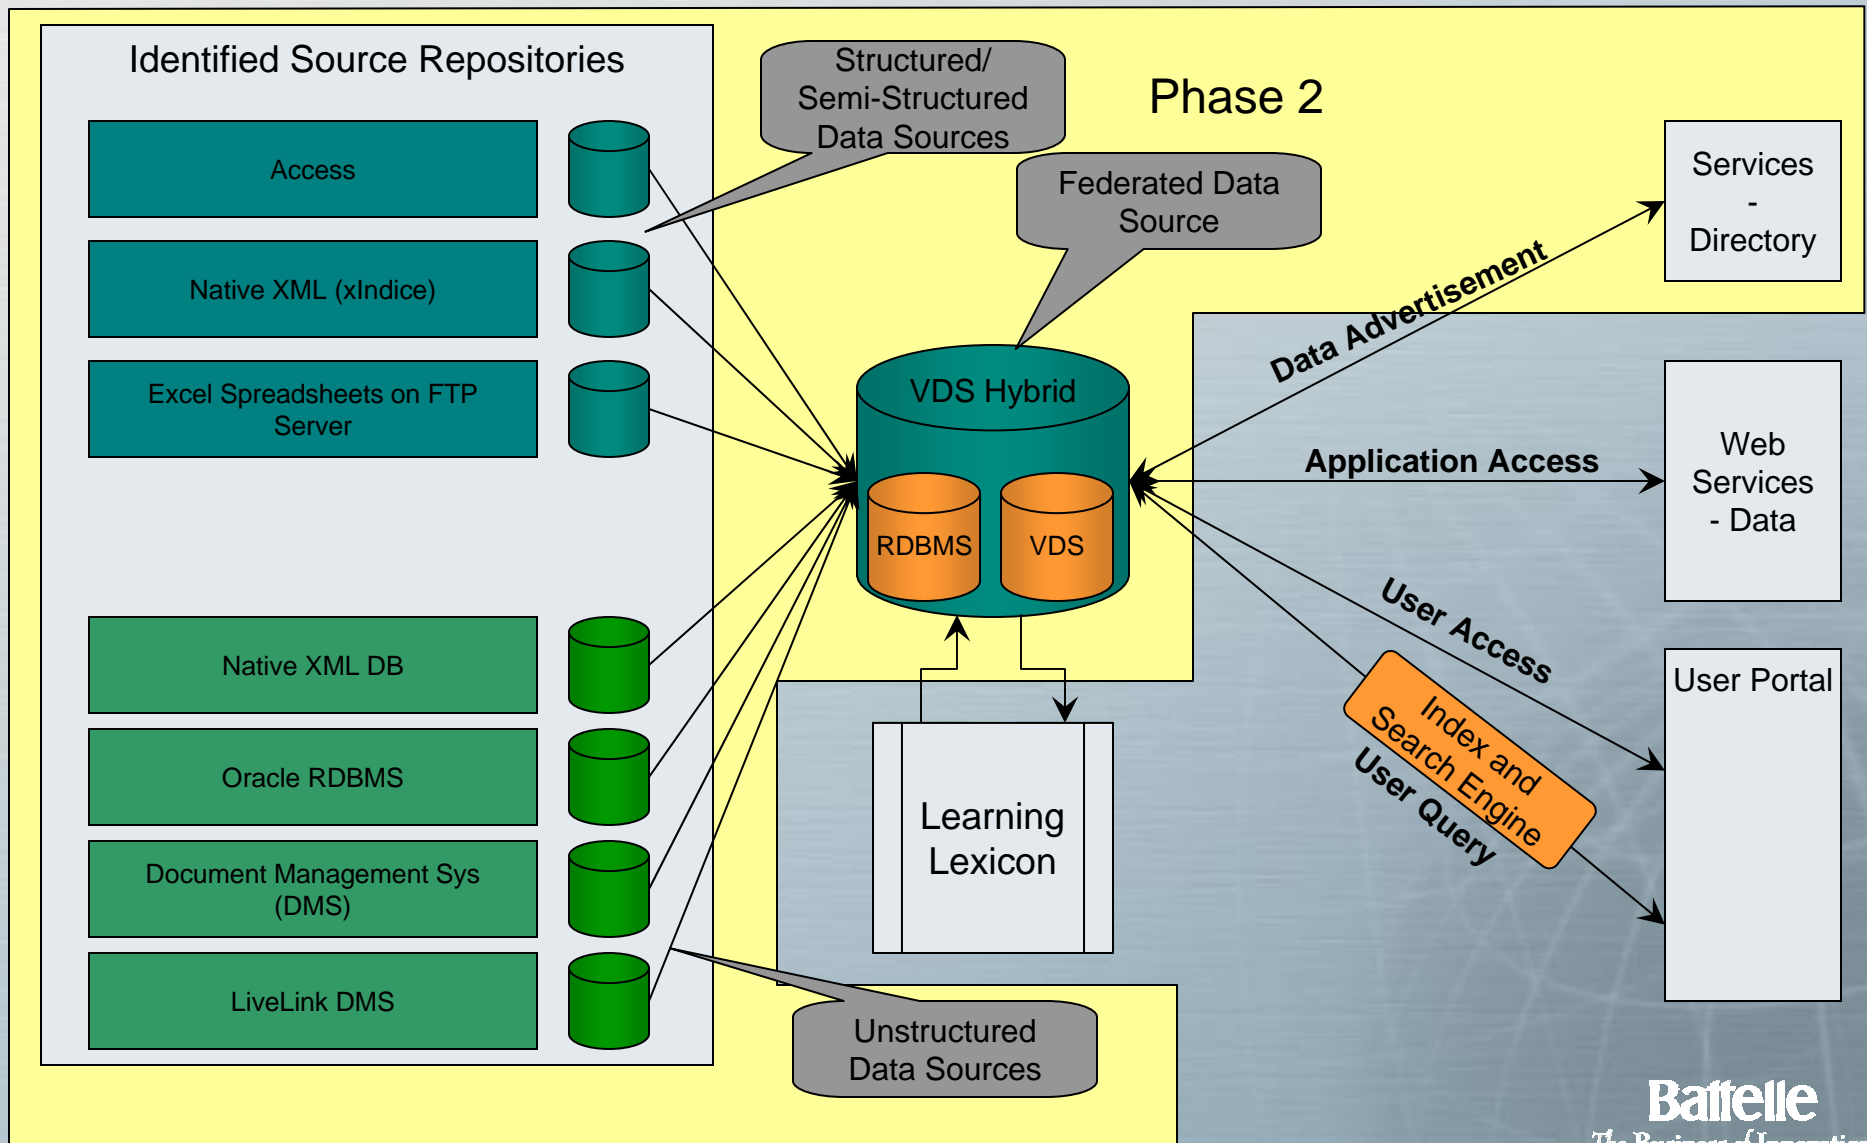 Identified Source Repositories
Access
Native XML (xIndice)
Excel Spreadsheets on FTP
Server
Native XML DB
Oracle RDBMS
Document Management Sys
(DMS)
LiveLink DMS
Structured/
Semi-Structured
Data Sources
Phase 2
Federated Data
Source
VDS Hybrid
RDBMS
VDS
Learning
Lexicon
Unstructured
Data Sources
Data Advertisement
Application Access
User Access
Index and
Search Engine
User Query
Services
-
Directory
Web
Services
- Data
User Portal
Battelle
The Business of